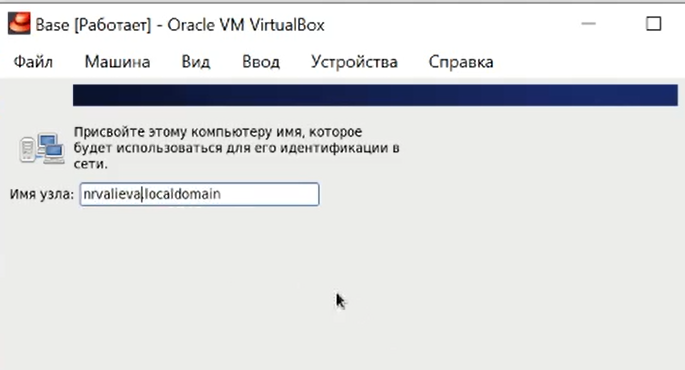 Base [Работает] - Oracle VM VirtualBox
Файл Машина Вид Ввод Устройства Справка
Присвойте этому компьютеру имя, которое
будет использоваться для его идентификации в
сети.
Имя узла: nrvalieva.localdomain